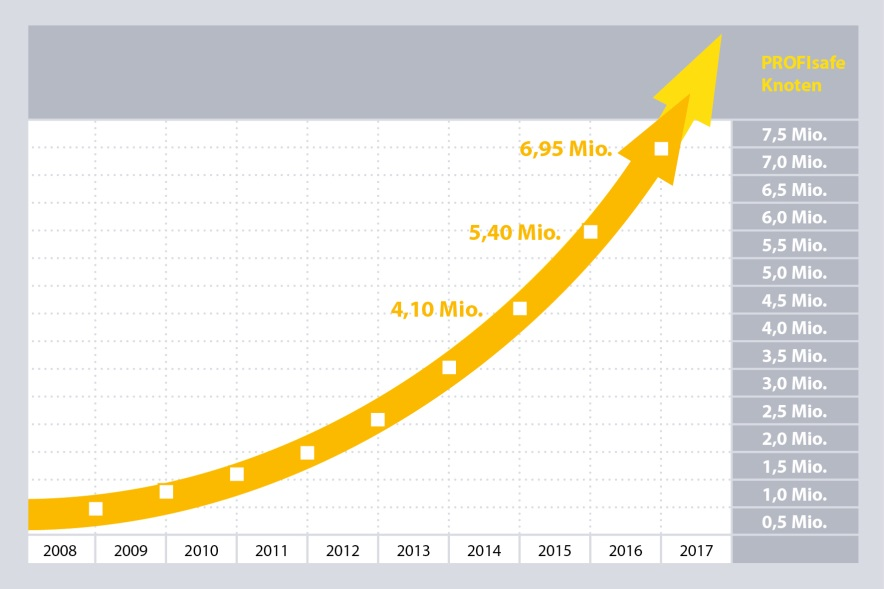 PROFIsafe
Knoten
7,5 Mio.
6,95 Mio.
7,0 Mio.
6,5 Mio.
6,0 Mio.
5,40 Mio.
5,5 Mio.
5,0 Mio.
4,5 Mio.
4,10 Mio.
4,0 Mio.
3,5 Mio.
3,0 Mio.
2,5 Mio.
2,0 Mio.
1,5 Mio.
1,0 Mio.
0,5 Mio.
2008 2009 2010 2011 2012 2013 2014 2015 2016 2017